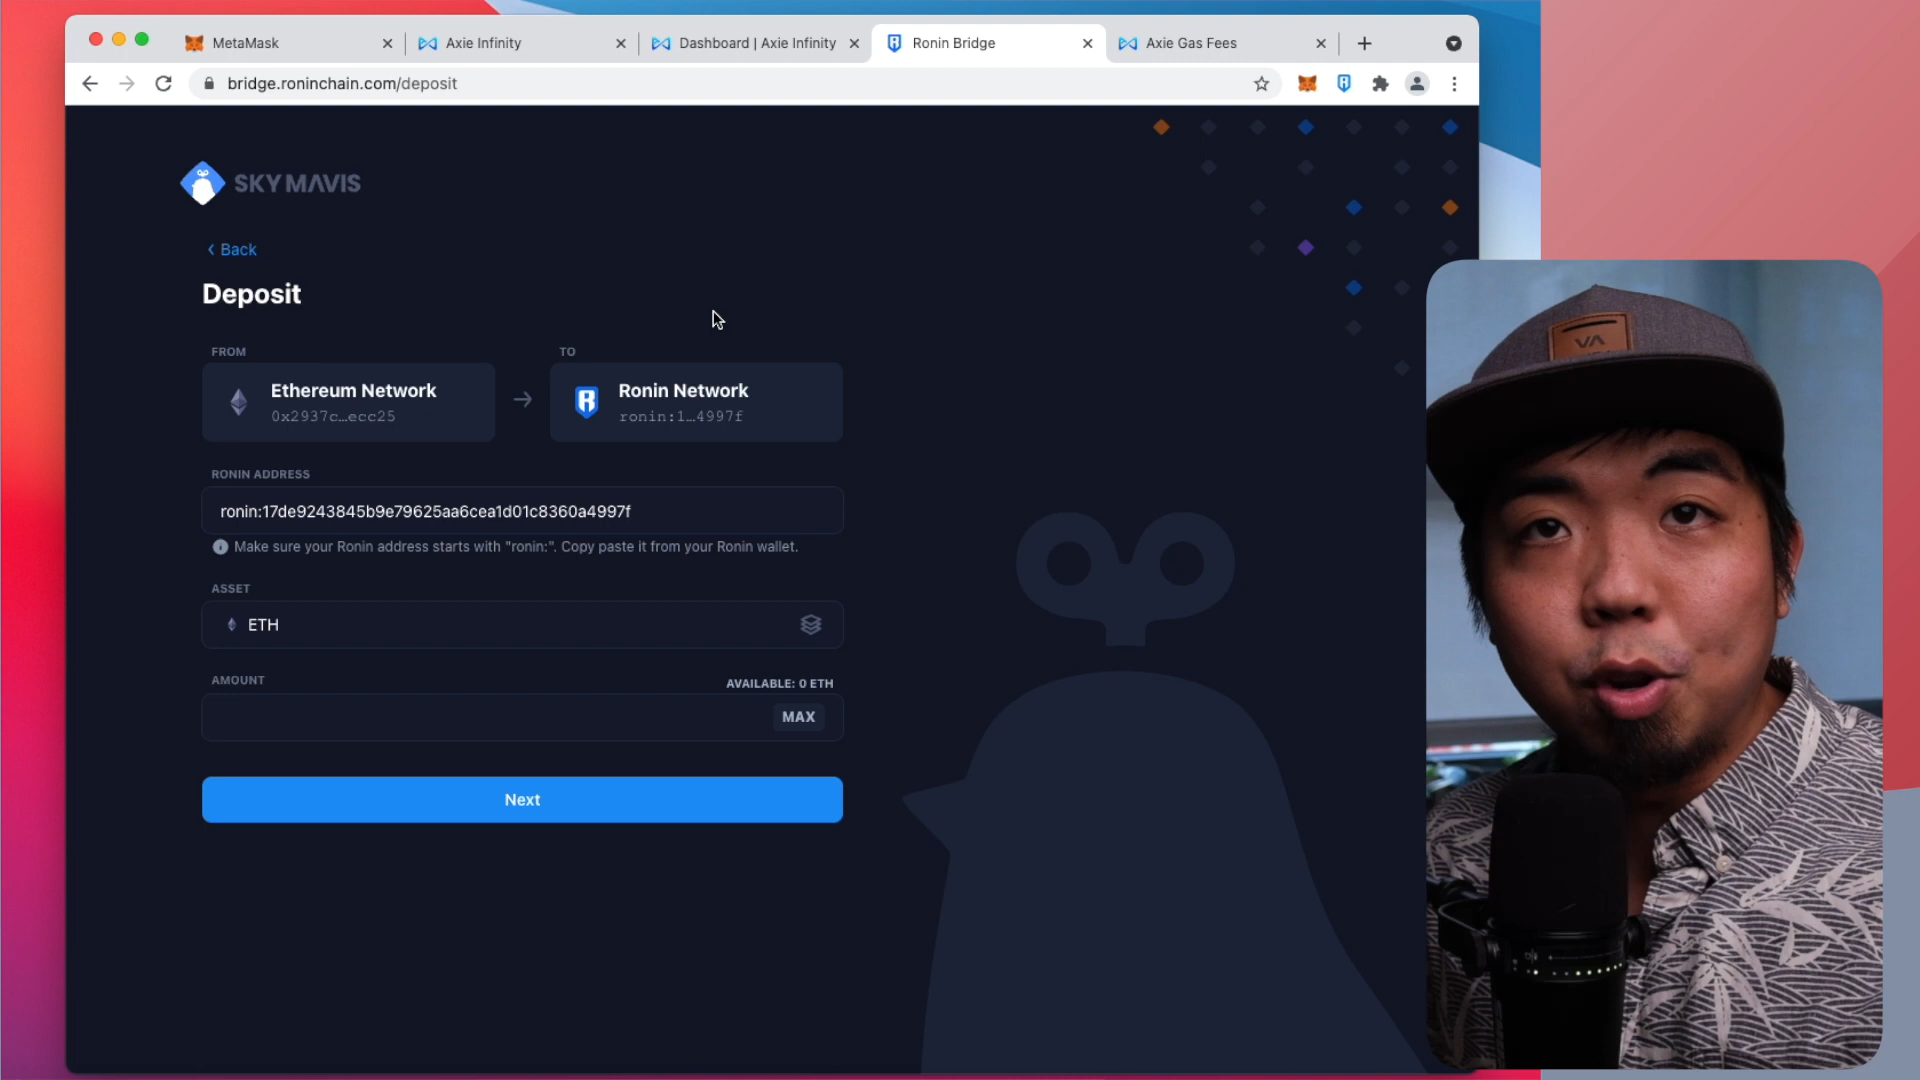 MetaMask
Axie Infinity
Dashboard | Axie Infinity
Ronin Bridge
Axie Gas Fees
bridge.roninchain.com/deposit
SKY MAVIS
Back
Deposit
FROM
TO
Ethereum Network
0x2937c…ecc25
Ronin Network
ronin:1…4997f
RONIN ADDRESS
ronin:17de9243845b9e79625aa6cea1d01c8360a4997f
Make sure your Ronin address starts with "ronin:". Copy paste it from your Ronin wallet.
ASSET
ETH
AMOUNT
AVAILABLE: 0 ETH
MAX
Next
VA